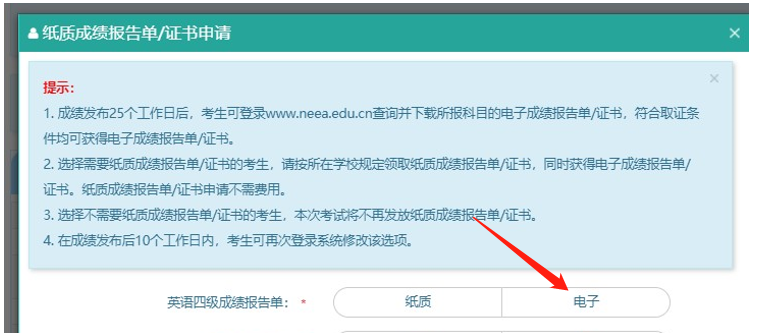 纸质成绩报告单/证书申请
提示：
1. 成绩发布25个工作日后，考生可登录www.neea.edu.cn查询并下载所报科目的电子成绩报告单/证书，符合取证条
件均可获得电子成绩报告单/证书。
2. 选择需要纸质成绩报告单/证书的考生，请按所在学校规定领取纸质成绩报告单/证书，同时获得电子成绩报告单/
证书。纸质成绩报告单/证书申请不需费用。
3. 选择不需要纸质成绩报告单/证书的考生，本次考试将不再发放纸质成绩报告单/证书。
4. 在成绩发布后10个工作日内，考生可再次登录系统修改该选项。
英语四级成绩报告单： * 纸质 电子